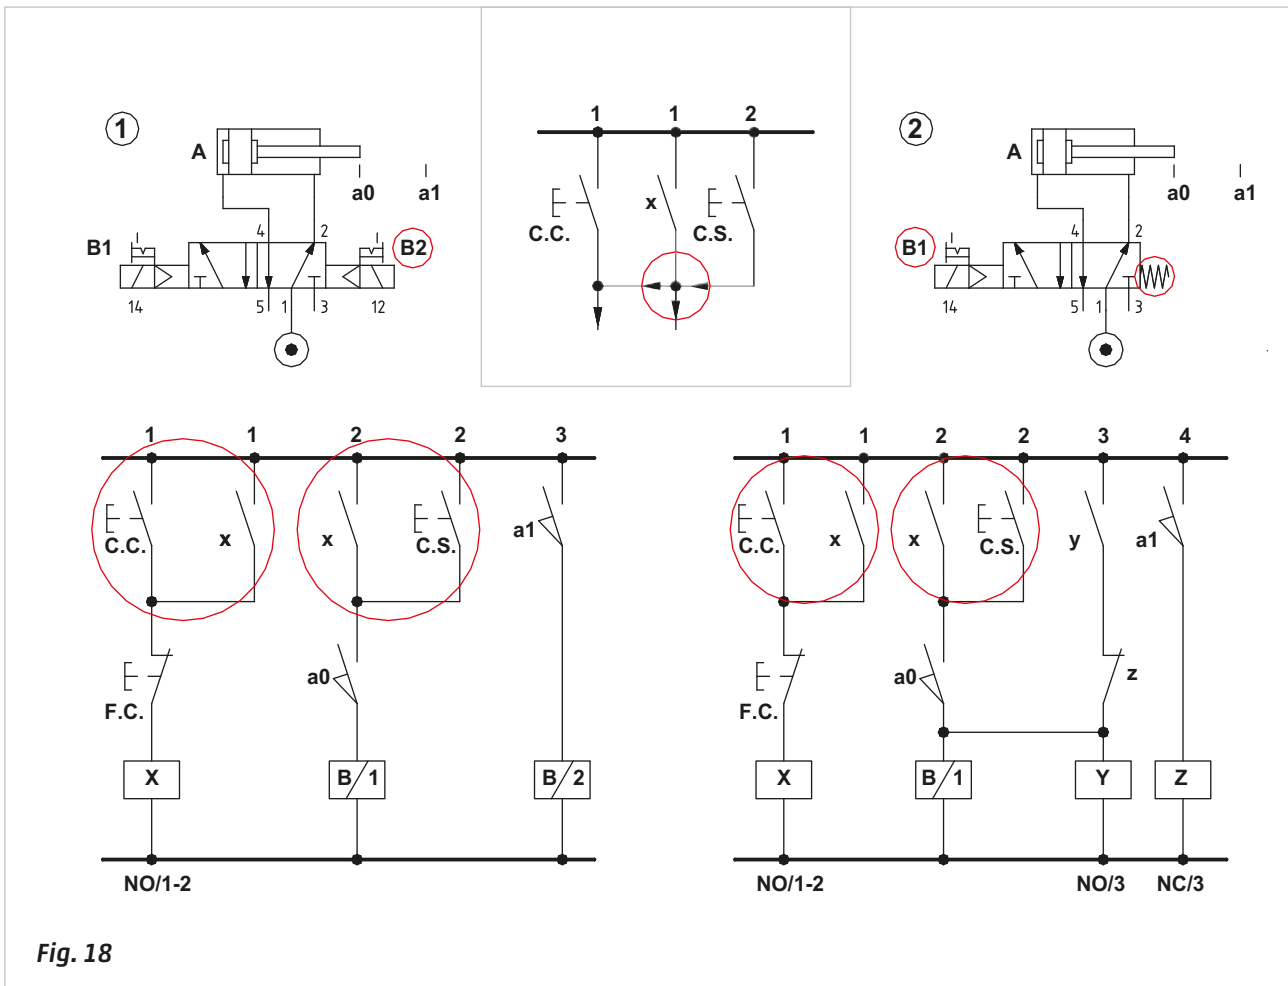 1
A
a0
a1
B1
4
2
B2
14
5
1
3
12
1
1
2
C.C.
x
C.S.
2
A
a0
a1
B1
4
2
14
5
1
3
1
1
2
2
3
C.C.
x
x
C.S.
a1
F.C.
a0
X
B/1
B/2
NO/1-2
1
1
2
2
3
4
C.C.
x
x
C.S.
y
a1
F.C.
a0
z
X
B/1
Y
Z
NO/1-2
NO/3
NC/3
Fig. 18